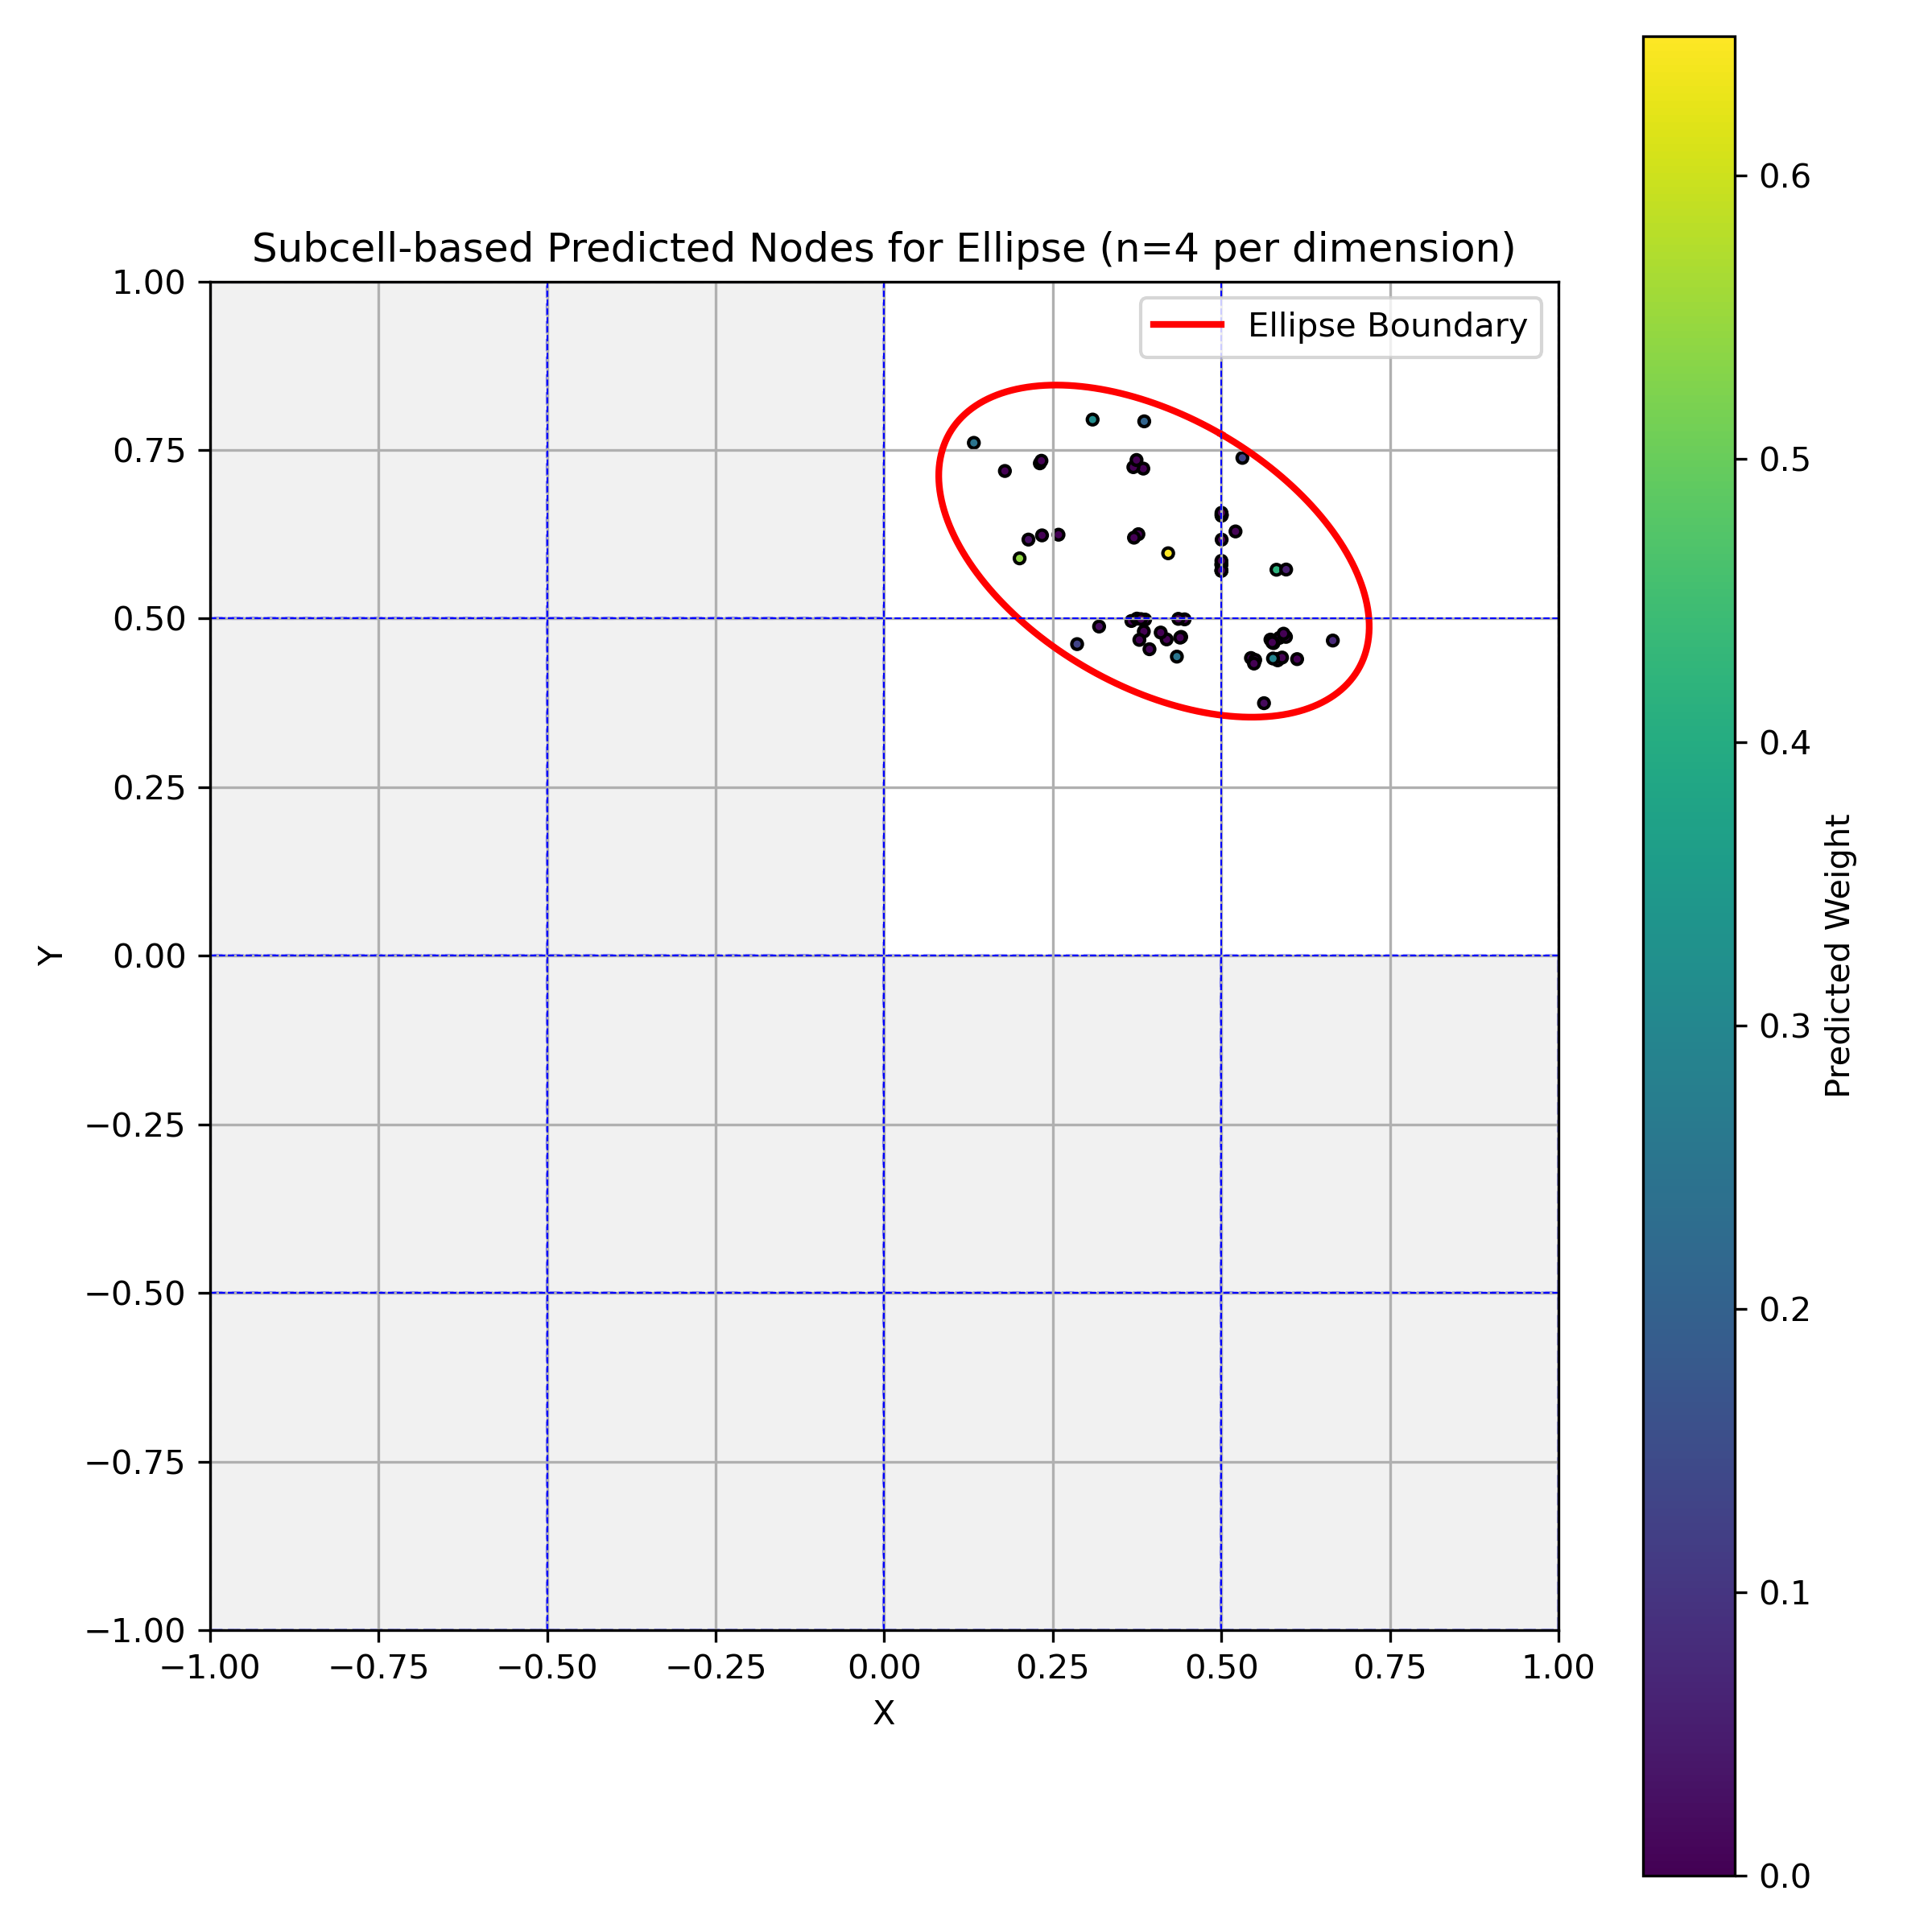 Subcell-based Predicted Nodes for Ellipse (n=4 per dimension)
Ellipse Boundary
1.00
0.75
0.50
0.25
0.00
−0.25
−0.50
−0.75
−1.00
Y
−1.00 −0.75 −0.50 −0.25 0.00 0.25 0.50 0.75 1.00
X
0.6
0.5
0.4
0.3
0.2
0.1
0.0
Predicted Weight